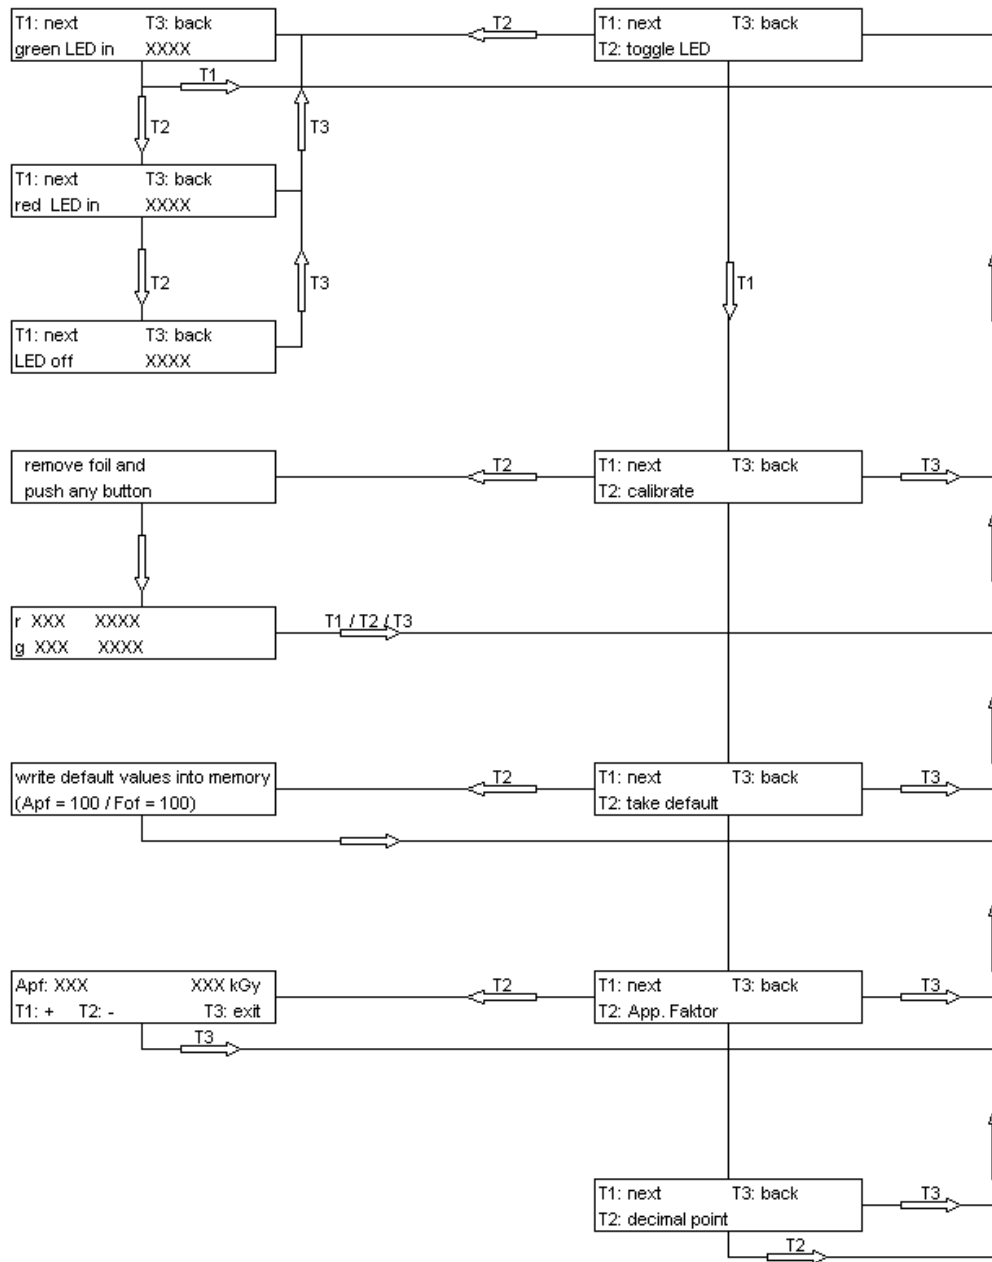 T1: next T3: back
green LED in XXXX
T2
T1: next T3: back
T2: toggle LED
T1
T2
T3
T1: next T3: back
red LED in XXXX
T2
T3
T1
T1: next T3: back
LED off XXXX
remove foil and
push any button
T2
T1: next T3: back
T2: calibrate
T3
r XXX XXXX
g XXX XXXX
T1 / T2 / T3
write default values into memory
(Apf = 100 / Fof = 100)
T2
T1: next T3: back
T2: take default
T3
Apf: XXX XXX kGy
T1: + T2: - T3: exit
T2
T1: next T3: back
T2: App. Faktor
T3
T3
T1: next T3: back
T2: decimal point
T3
T2